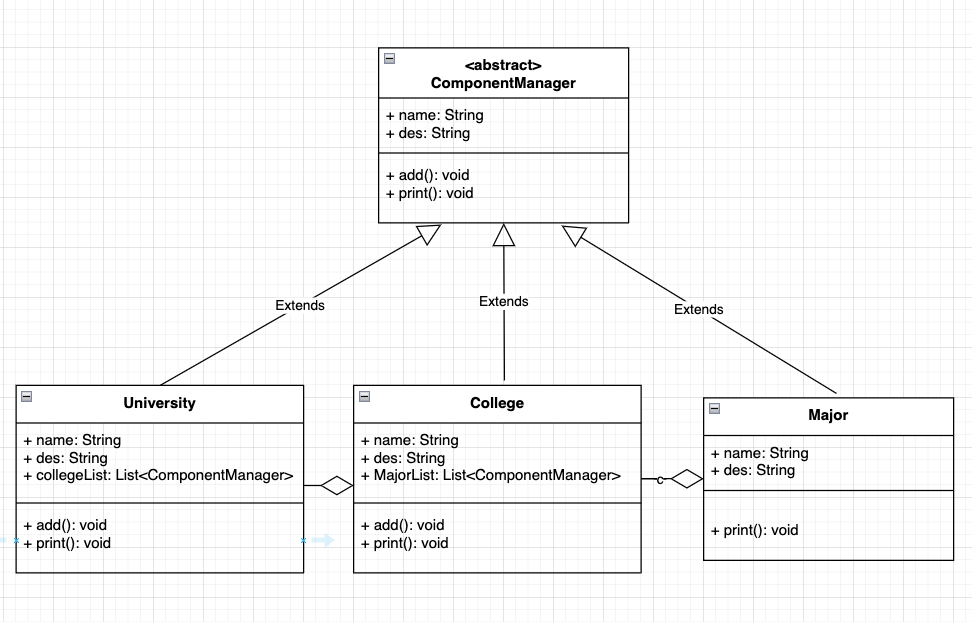 <abstract>
ComponentManager
+ name: String
+ des: String
+ add(): void
+ print(): void
Extends
Extends
Extends
University
+ name: String
+ des: String
+ collegeList: List<ComponentManager>
+ add(): void
+ print(): void
College
+ name: String
+ des: String
+ MajorList: List<ComponentManager>
+ add(): void
+ print(): void
c
Major
+ name: String
+ des: String
+ print(): void